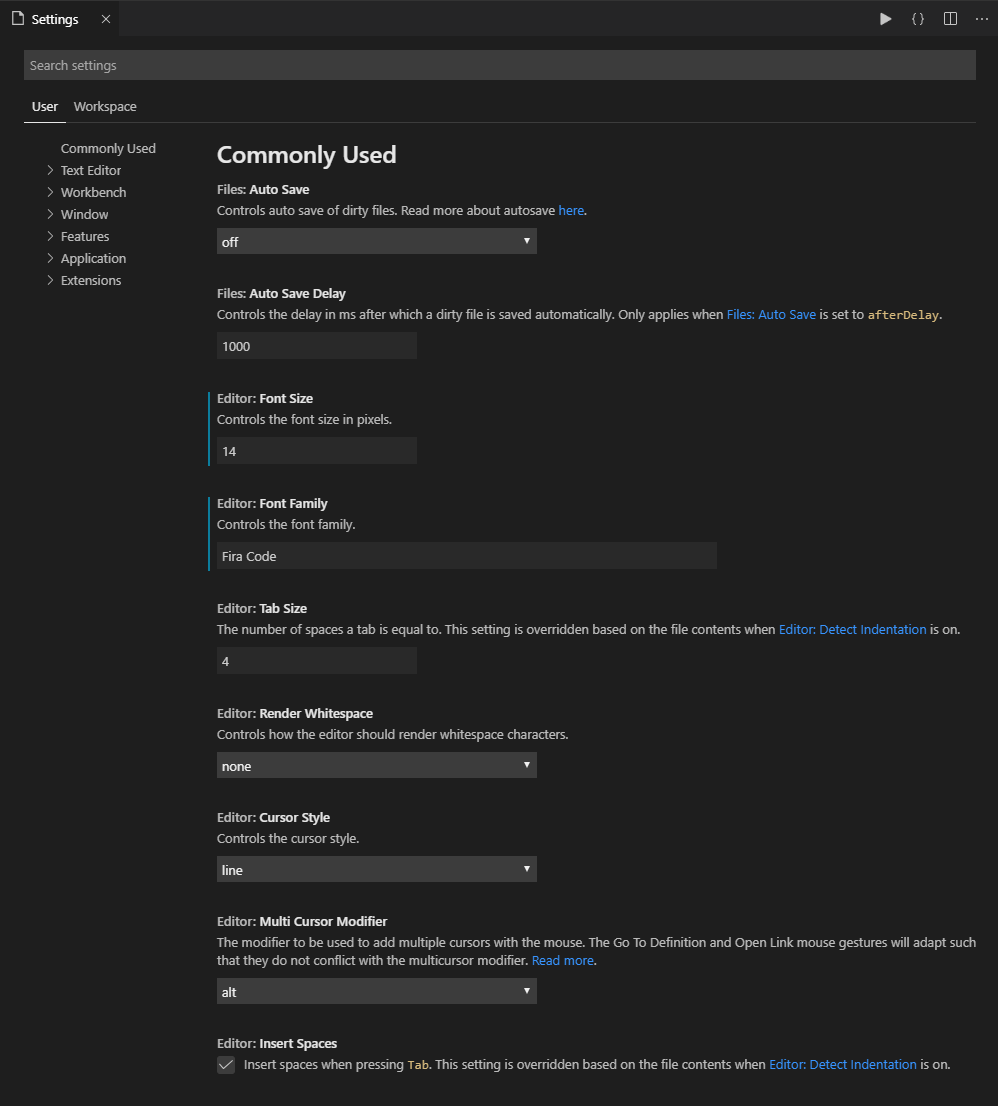 Settings
{ }
Search settings
User Workspace
Commonly Used
Text Editor
Workbench
Window
Features
Application
Extensions
Commonly Used
Files: Auto Save
Controls auto save of dirty files. Read more about autosave here.
off
Files: Auto Save Delay
Controls the delay in ms after which a dirty file is saved automatically. Only applies when Files: Auto Save is set to afterDelay.
1000
Editor: Font Size
Controls the font size in pixels.
14
Editor: Font Family
Controls the font family.
Fira Code
Editor: Tab Size
The number of spaces a tab is equal to. This setting is overridden based on the file contents when Editor: Detect Indentation is on.
4
Editor: Render Whitespace
Controls how the editor should render whitespace characters.
none
Editor: Cursor Style
Controls the cursor style.
line
Editor: Multi Cursor Modifier
The modifier to be used to add multiple cursors with the mouse. The Go To Definition and Open Link mouse gestures will adapt such
that they do not conflict with the multicursor modifier. Read more.
alt
Editor: Insert Spaces
Insert spaces when pressing Tab. This setting is overridden based on the file contents when Editor: Detect Indentation is on.